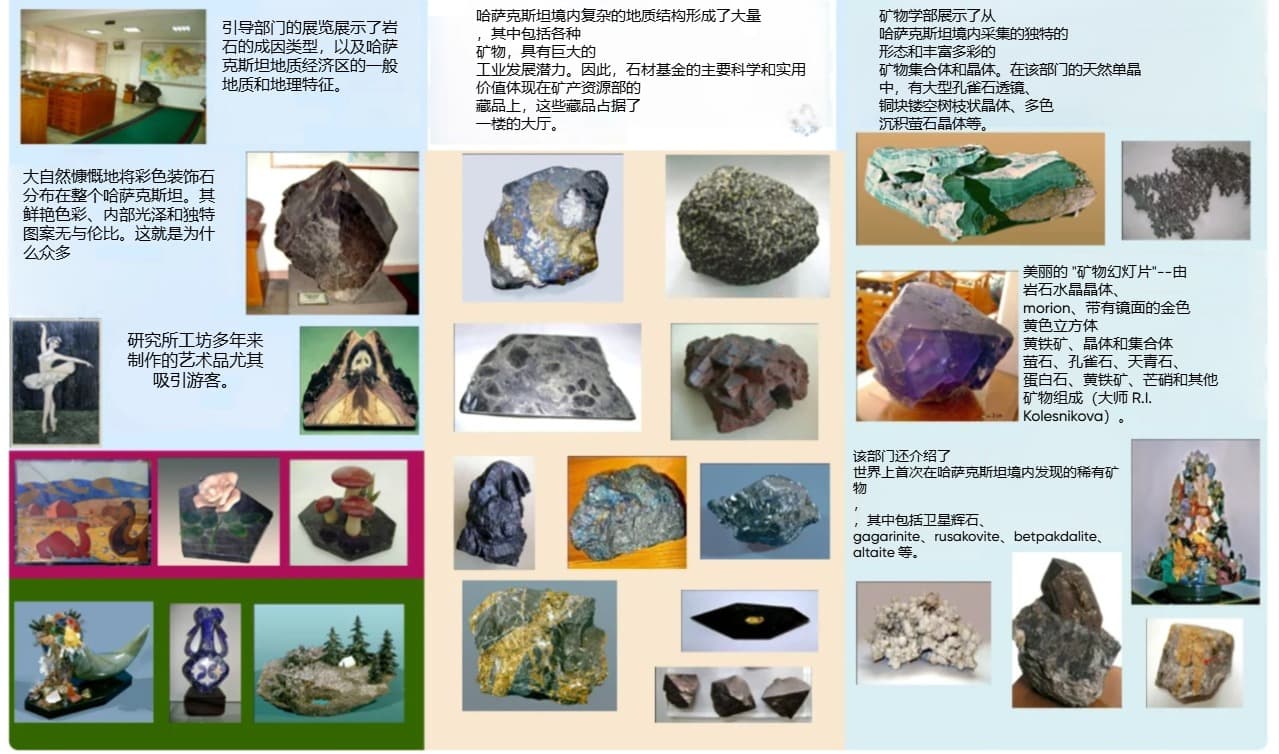 引导部门的展览展示了岩
石的成因类型，以及哈萨
克斯坦地质经济区的一般
地质和地理特征。
大自然慷慨地将彩色装饰石
分布在整个哈萨克斯坦。其
鲜艳色彩、内部光泽和独特
图案无与伦比。这就是为什
么众多
研究所工坊多年来
制作的艺术品尤其
吸引游客。
哈萨克斯坦境内复杂的地质结构形成了大量
，其中包括各种
矿物，具有巨大的
工业发展潜力。因此，石材基金的主要科学和实用
价值体现在矿产资源部的
藏品上，这些藏品占据了
一楼的大厅。
矿物学部展示了从
哈萨克斯坦境内采集的独特的
形态和丰富多彩的
矿物集合体和晶体。在该部门的天然单晶
中，有大型孔雀石透镜、
铜块镂空树枝状晶体、多色
沉积萤石晶体等。
美丽的 "矿物幻灯片"--由
岩石水晶晶体、
morion、带有镜面的金色
黄色立方体
黄铁矿、晶体和集合体
萤石、孔雀石、天青石、
蛋白石、黄铁矿、芒硝和其他
矿物组成（大师 R.I.
Kolesnikova）。
该部门还介绍了
世界上首次在哈萨克斯坦境内发现的稀有矿
物
，
，其中包括卫星辉石、
gagarinite、rusakovite、betpakdalite、
altaite 等。